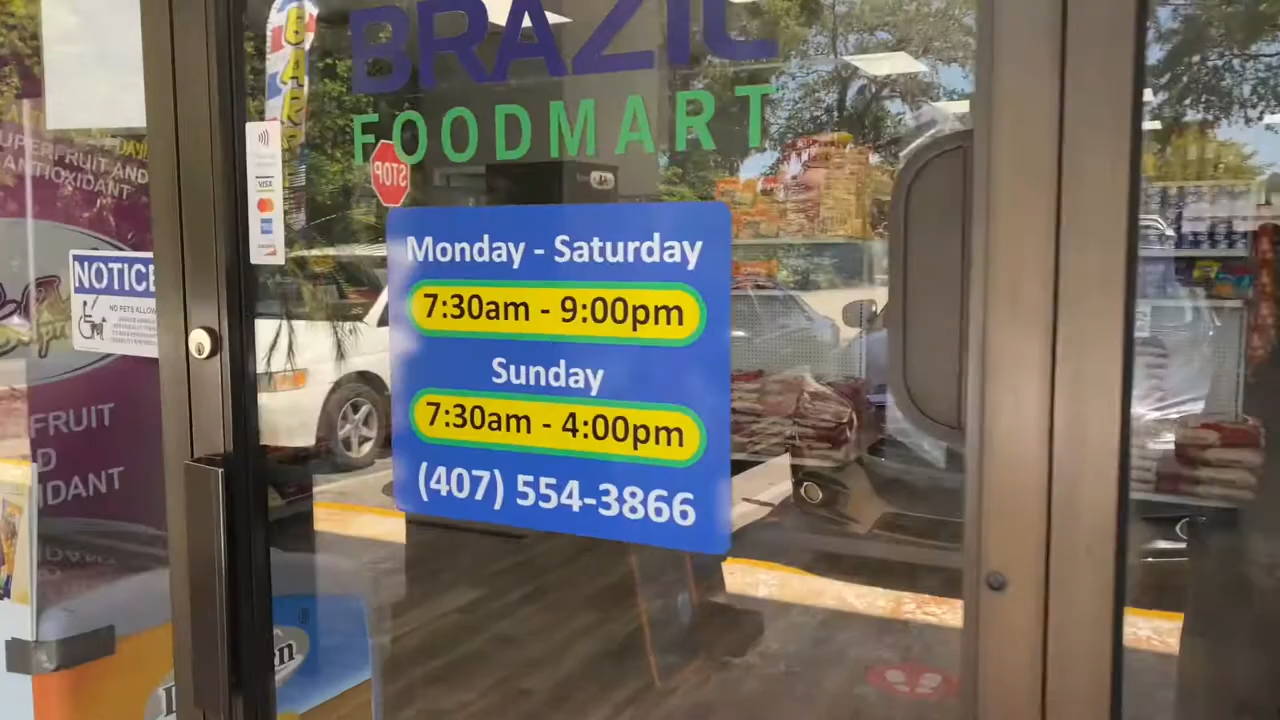 BRAZIL
FOODMART
STOP
VISA
Monday - Saturday
7:30am - 9:00pm
Sunday
7:30am - 4:00pm
(407) 554-3866
NOTICE
NO PETS ALLOW
SUPERFRUIT AND
ANTIOXIDANT
FRUIT
D
IDANT